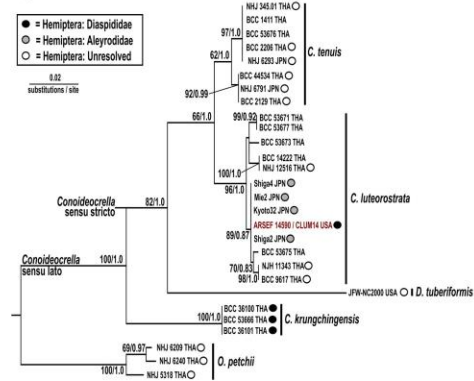 = Hemiptera: Diaspididae
= Hemiptera: Aleyrodidae
= Hemiptera: Unresolved
0.02
substitutions / site
NHJ 345.01 THA
BCC 1411 THA
97/1.0
BCC 53676 THA
BCC 2206 THA
C. tenuis
62/1.0
NHJ 6293 JPN
BCC 44534 THA
NHJ 6791 JPN
92/0.99
BCC 2129 THA
66/1.0
99/0.92
BCC 53671 THA
BCC 53677 THA
BCC 53673 THA
BCC 14222 THA
100/1.0
NHJ 12516 THA
96/1.0
Shiga4 JPN
C. luteorostrata
Mie2 JPN
Conoideocrella
sensu stricto
82/1.0
Kyoto32 JPN
ARSEF 14590 / CLUM14 USA
89/0.87
Shiga2 JPN
BCC 53675 THA
Conoideocrella
sensu lato
100/1.0
70/0.83
NJH 11343 THA
98/1.0
BCC 9617 THA
JFW-NC2000 USA
D. tuberiformis
BCC 36100 THA
100/1.0
BCC 53666 THA
C. krungchingensis
BCC 36101 THA
69/0.97
NHJ 6209 THA
NHJ 6240 THA
O. petchii
100/1.0
NHJ 5318 THA